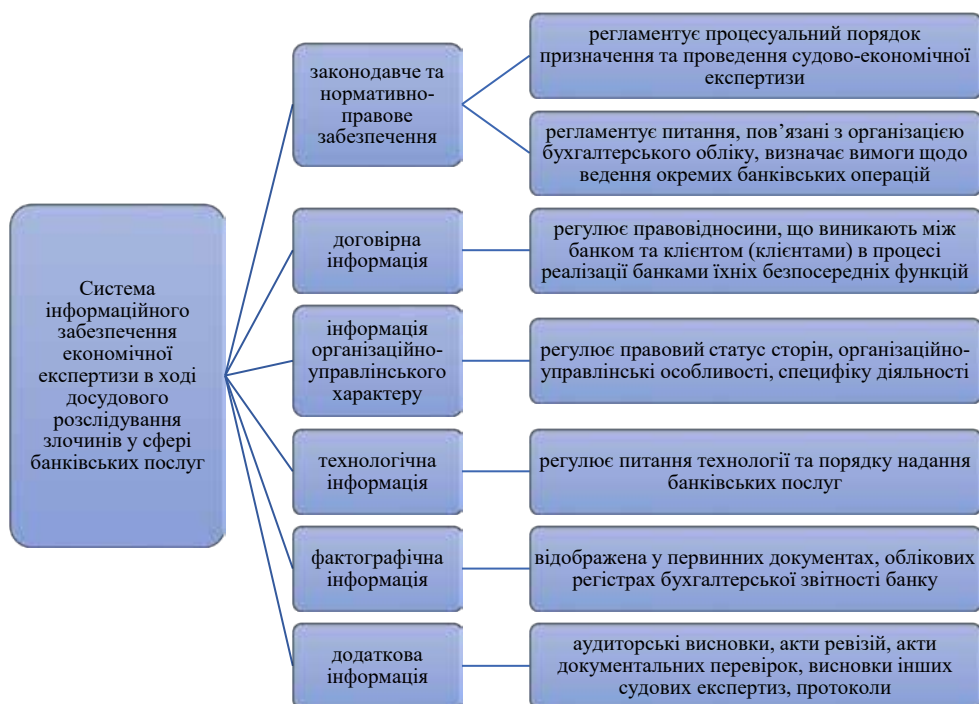 Система
інформаційного
забезпечення
економічної
експертизи в ході
досудового
розслідування
злочинів у сфері
банківських послуг
законодавче та
нормативно-
правове
забезпечення
регламентує процесуальний порядок
призначення та проведення судово-економічної
експертизи
регламентує питання, пов’язані з організацією
бухгалтерського обліку, визначає вимоги щодо
ведення окремих банківських операцій
договірна
інформація
регулює правовідносини, що виникають між
банком та клієнтом (клієнтами) в процесі
реалізації банками їхніх безпосередніх функцій
інформація
організаційно-
управлінського
характеру
регулює правовий статус сторін, організаційно-
управлінські особливості, специфіку діяльності
технологічна
інформація
регулює питання технології та порядку надання
банківських послуг
фактографічна
інформація
відображена у первинних документах, облікових
регістрах бухгалтерської звітності банку
додаткова
інформація
аудиторські висновки, акти ревізій, акти
документальних перевірок, висновки інших
судових експертиз, протоколи